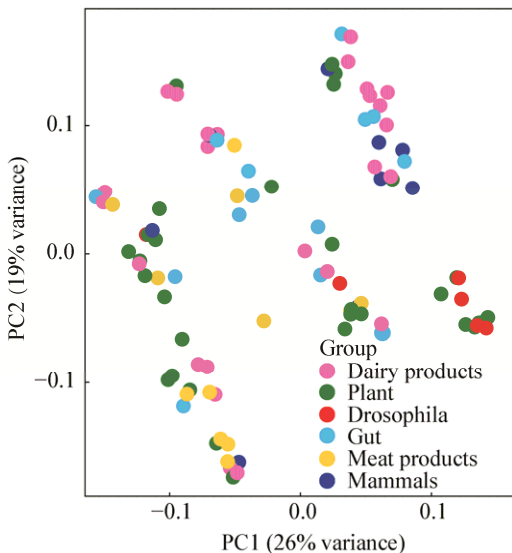 0.1
0.0
−0.1
PC2 (19% variance)
Group
Dairy products
Plant
Drosophila
Gut
Meat products
Mammals
−0.1
0.0
0.1
PC1 (26% variance)